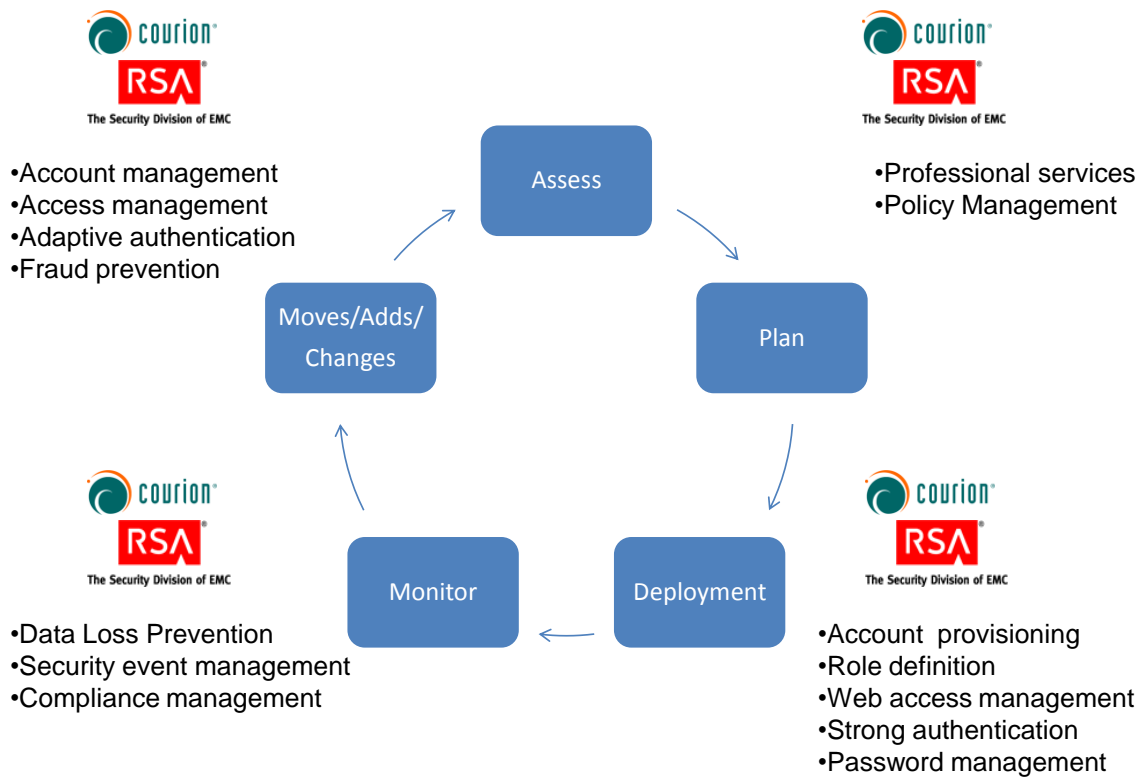 courion®
RSA®
The Security Division of EMC
•Account management
•Access management
•Adaptive authentication
•Fraud prevention
courion®
RSA®
The Security Division of EMC
•Professional services
•Policy Management
Assess
Plan
Deployment
Monitor
Moves/Adds/
Changes
courion®
RSA®
The Security Division of EMC
•Data Loss Prevention
•Security event management
•Compliance management
courion®
RSA®
The Security Division of EMC
•Account  provisioning
•Role definition
•Web access management
•Strong authentication
•Password management